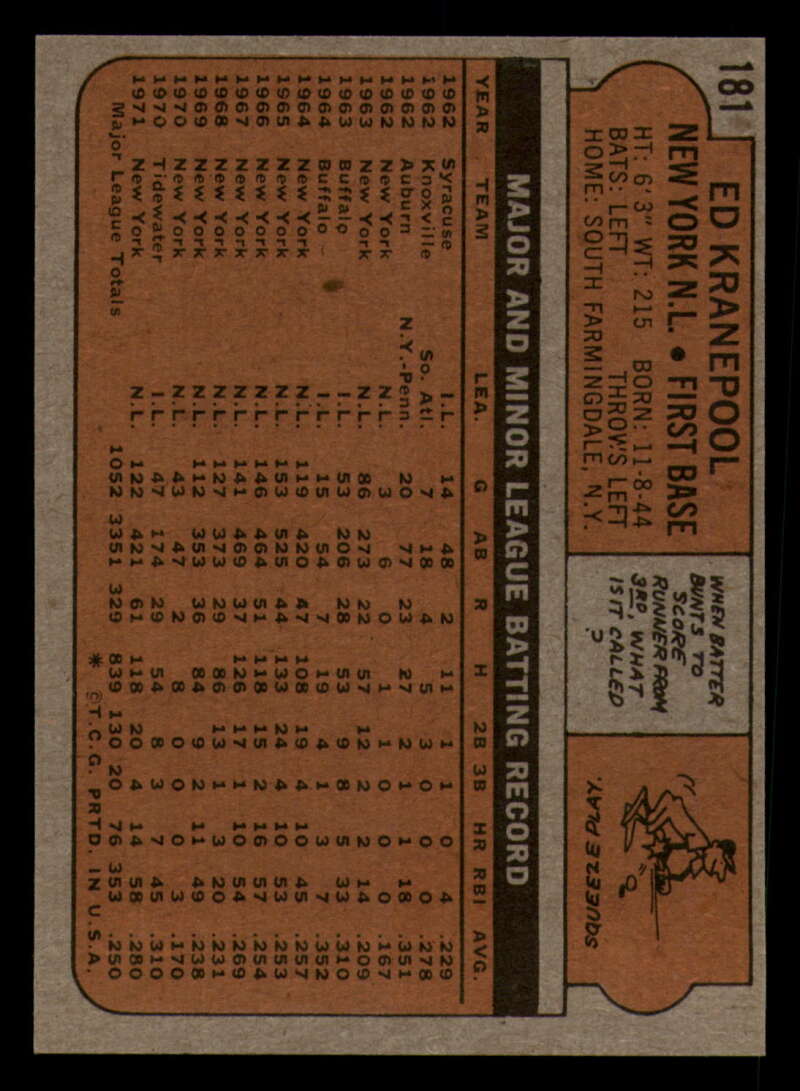 181
ED KRANEPOOL
NEW YORK N.L. • FIRST BASE
HT: 6' 3" WT: 215 BORN: 11-8-44
BATS: LEFT THROWS LEFT
HOME: SOUTH FARMINGDALE, N.Y.
WHEN BATTER
BUNTS TO
SCORE
RUNNER FROM
3RD, WHAT
IS IT CALLED
?
SQUEEZE PLAY.
MAJOR AND MINOR LEAGUE BATTING RECORD
YEAR TEAM LEA. G AB R H 2B 3B HR RBI AVG.
1962 Syracuse I.L. 14 48 2 11 1 1 0 4 .229
1962 Knoxville So. Atl. 7 18 4 5 3 0 0 0 .278
1962 Auburn N.Y.-Penn. 20 77 23 27 2 1 1 18 .351
1962 New York N.L. 3 6 0 1 1 0 0 0 .167
1963 New York N.L. 86 273 22 57 12 2 2 14 .209
1963 Buffalo I.L. 53 206 28 53 9 8 5 33 .310
1964 Buffalo I.L. 15 54 7 19 4 1 3 7 .352
1964 New York N.L. 119 420 47 108 19 4 10 45 .257
1965 New York N.L. 153 525 44 133 24 4 10 53 .253
1966 New York N.L. 146 464 51 118 15 2 16 57 .254
1967 New York N.L. 141 469 37 126 17 1 10 54 .269
1968 New York N.L. 127 373 29 86 13 1 3 20 .231
1969 New York N.L. 112 353 36 84 9 2 11 49 .238
1970 New York N.L. 43 47 2 8 0 0 0 3 .170
1970 Tidewater I.L. 47 174 29 54 8 3 7 45 .310
1971 New York N.L. 122 421 61 118 20 4 14 58 .280
Major League Totals 1052 3351 329 839 130 20 76 353 .250
* © T.C.G. PRTD. IN U.S.A.